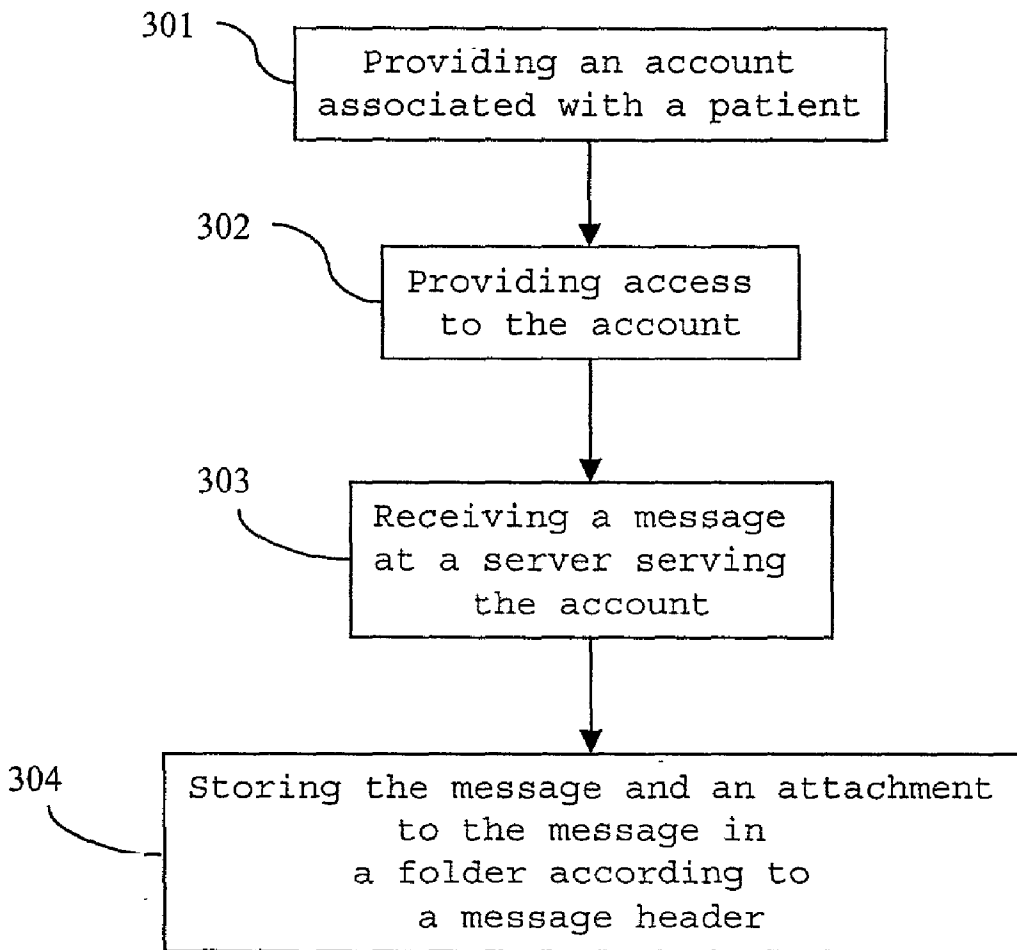 301
Providing an account
associated with a patient
302
Providing access
to the account
303
Receiving a message
at a server serving
the account
304
Storing the message and an attachment
to the message in
a folder according to
a message header